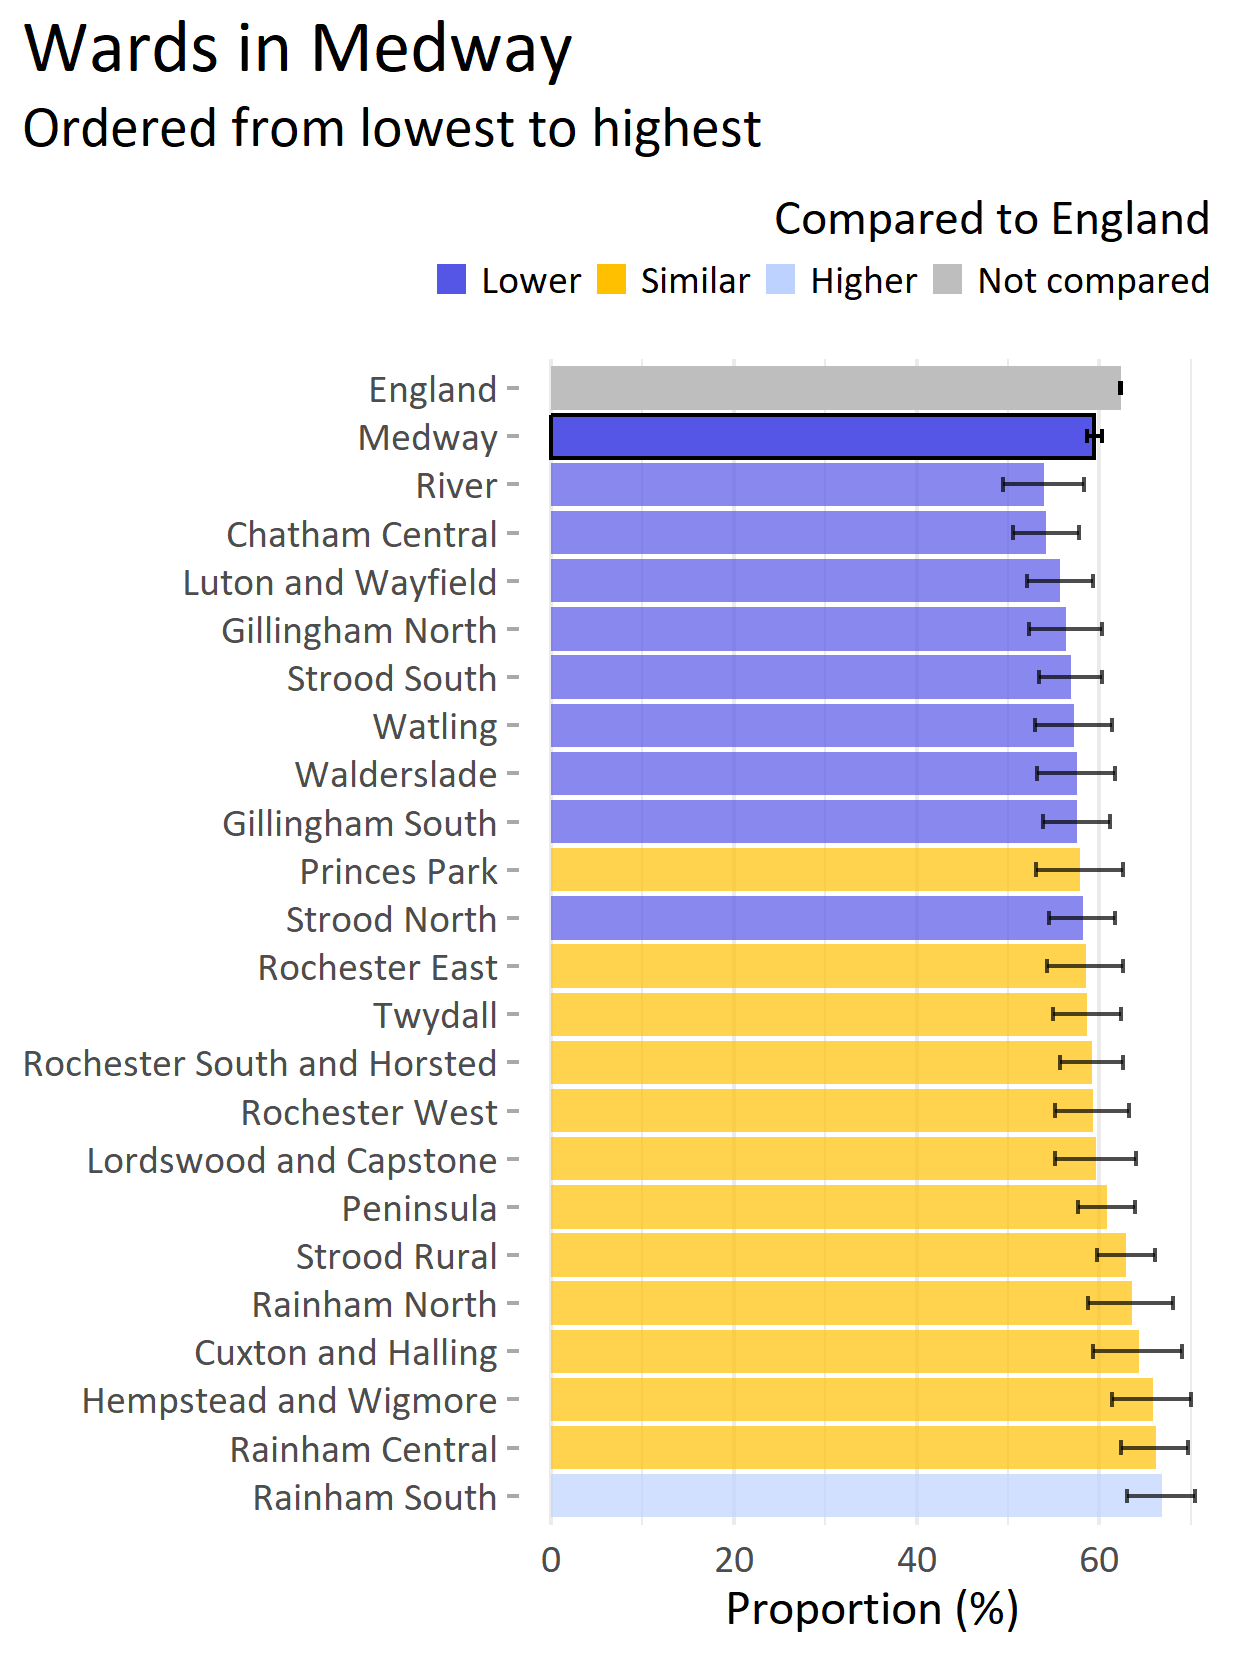 Wards in Medway
Ordered from lowest to highest
Compared to England
Lower Similar Higher Not compared
England
Medway
River
Chatham Central
Luton and Wayfield
Gillingham North
Strood South
Watling
Walderslade
Gillingham South
Princes Park
Strood North
Rochester East
Twydall
Rochester South and Horsted
Rochester West
Lordswood and Capstone
Peninsula
Strood Rural
Rainham North
Cuxton and Halling
Hempstead and Wigmore
Rainham Central
Rainham South
0 20 40 60
Proportion (%)